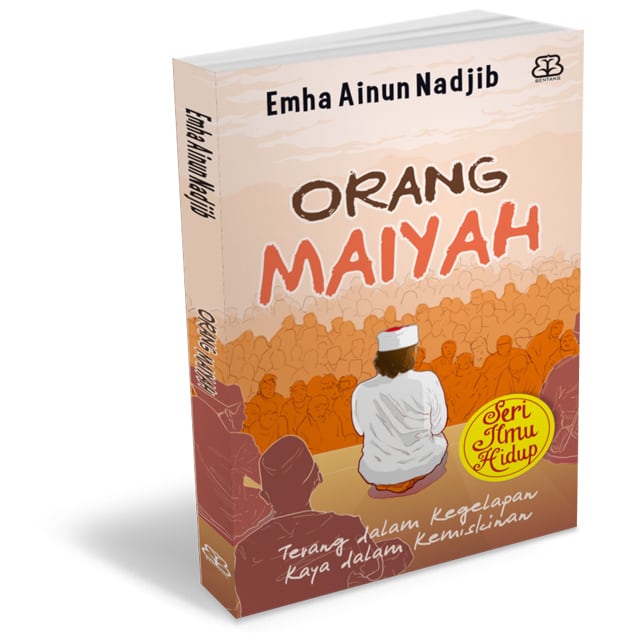 Emha Ainun Nadjib
BENTANG
ORANG
MAIYAH
Seri
Ilmu
Hidup
Terang dalam Kegelapan
Kaya dalam Kemiskinan
Emha Ainun Nadjib
ORANG MAIYAH